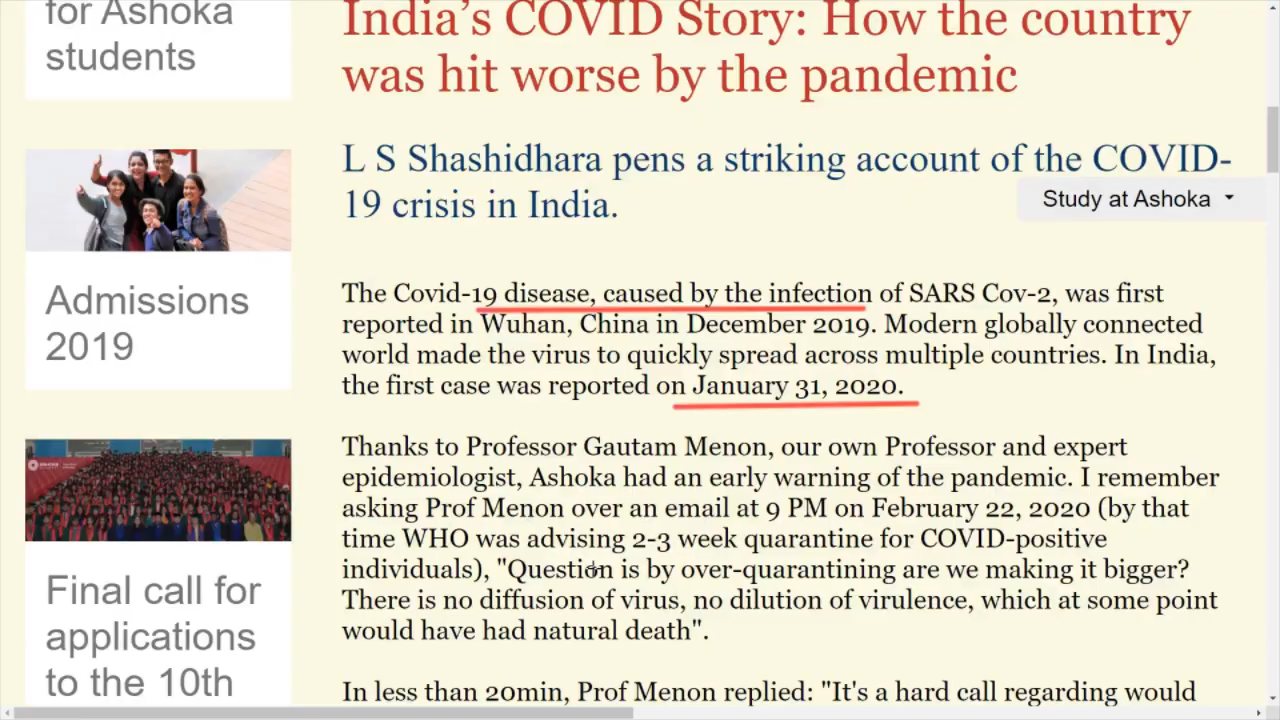 for Ashoka
students
Admissions
2019
Final call for
applications
to the 10th
India's COVID Story: How the country
was hit worse by the pandemic
L S Shashidhara pens a striking account of the COVID-
19 crisis in India.
Study at Ashoka
The Covid-19 disease, caused by the infection of SARS Cov-2, was first
reported in Wuhan, China in December 2019. Modern globally connected
world made the virus to quickly spread across multiple countries. In India,
the first case was reported on January 31, 2020.
Thanks to Professor Gautam Menon, our own Professor and expert
epidemiologist, Ashoka had an early warning of the pandemic. I remember
asking Prof Menon over an email at 9 PM on February 22, 2020 (by that
time WHO was advising 2-3 week quarantine for COVID-positive
individuals), "Question is by over-quarantining are we making it bigger?
There is no diffusion of virus, no dilution of virulence, which at some point
would have had natural death".
In less than 20min, Prof Menon replied: "It's a hard call regarding would